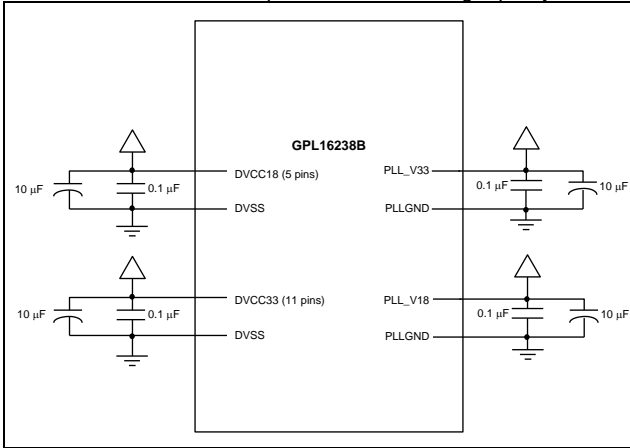 GPL16238B
DVCC18 (5 pins)
10 µF
0.1 µF
DVSS
PLL_V33
0.1 µF
10 µF
PLLGND
DVCC33 (11 pins)
10 µF
0.1 µF
DVSS
PLL_V18
0.1 µF
10 µF
PLLGND